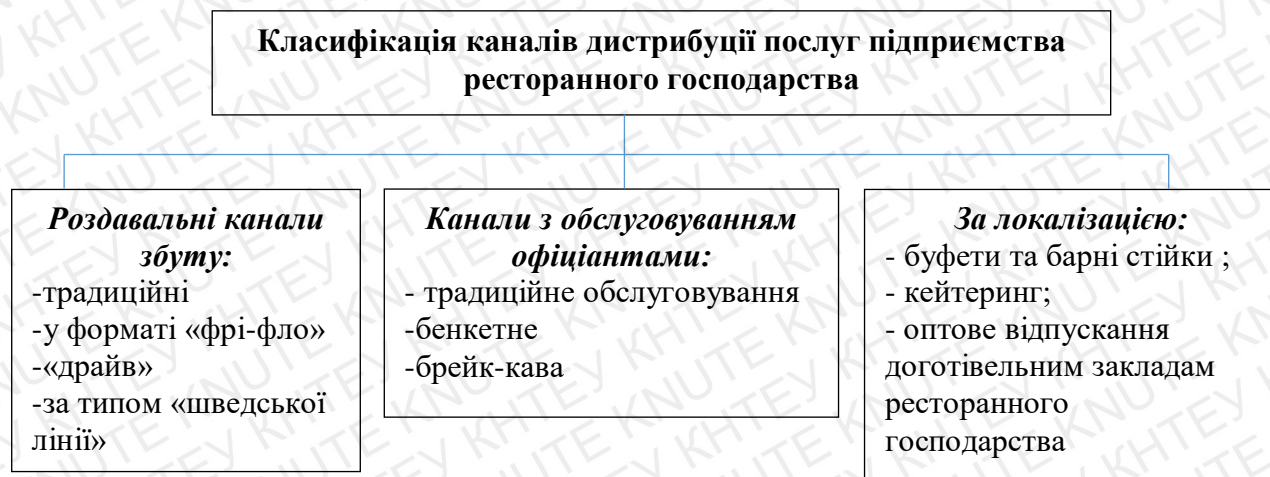 Класифікація каналів дистрибуції послуг підприємства
ресторанного господарства
Роздавальні канали
збуту:
-традиційні
-у форматі «фрі-фло»
-«драйв»
-за типом «шведської
лінії»
Канали з обслуговуванням
офіціантами:
- традиційне обслуговування
-бенкетне
-брейк-кава
За локалізацією:
- буфети та барні стійки ;
- кейтеринг;
- оптове відпускання
доготівельним закладам
ресторанного
господарства